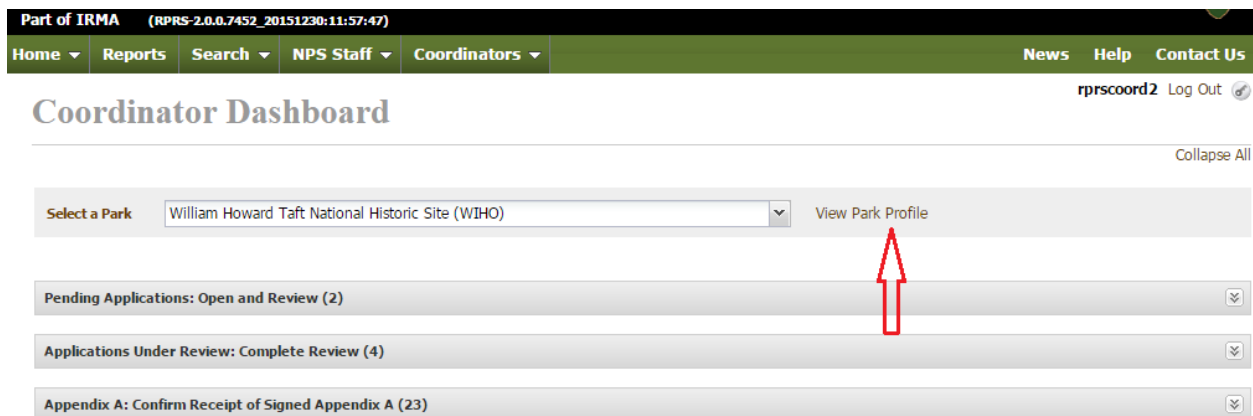 Part of IRMA (RPRS-2.0.0.7452_20151230:11:57:47)
Home Reports Search NPS Staff Coordinators News Help Contact Us
rprscoord2 Log Out
Coordinator Dashboard
Collapse All
Select a Park William Howard Taft National Historic Site (WIHO) View Park Profile
Pending Applications: Open and Review (2)
Applications Under Review: Complete Review (4)
Appendix A: Confirm Receipt of Signed Appendix A (23)